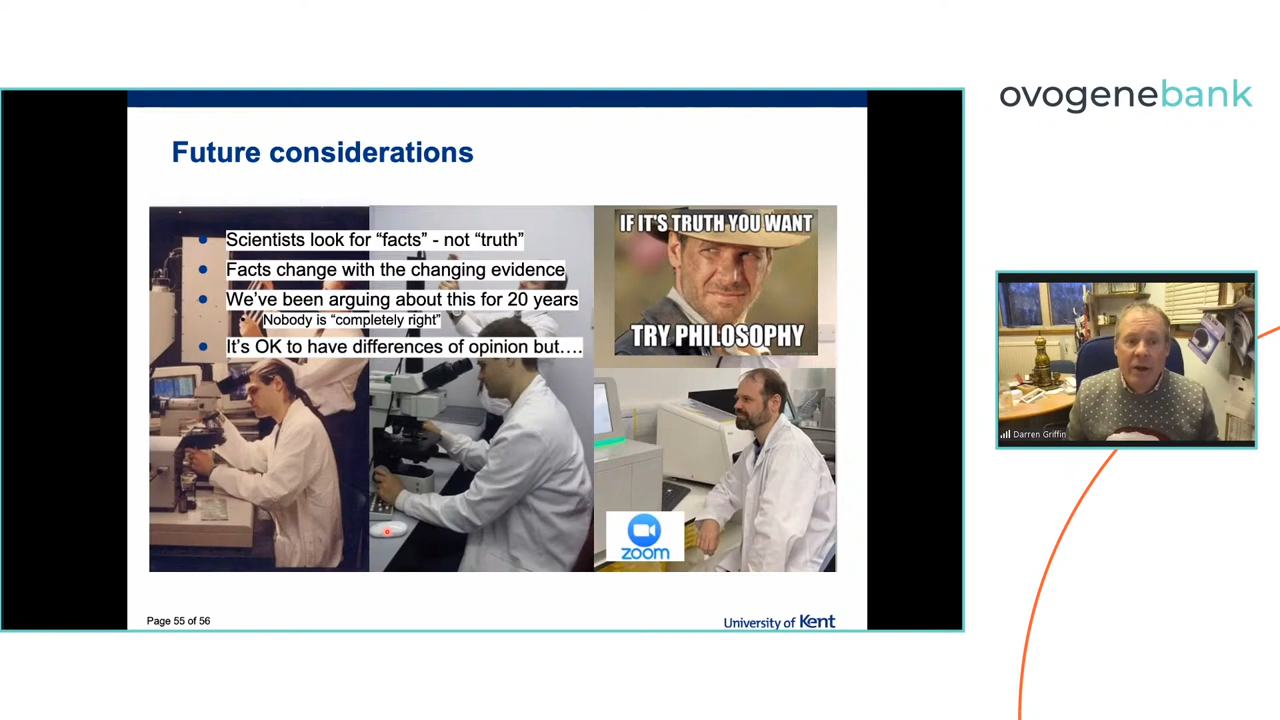 ovogenebank
Future considerations
Scientists look for “facts” - not “truth”
Facts change with the changing evidence
We’ve been arguing about this for 20 years
Nobody is “completely right”
It’s OK to have differences of opinion but….
IF IT'S TRUTH YOU WANT
TRY PHILOSOPHY
zoom
Darren Griffin
Page 55 of 56
University of Kent